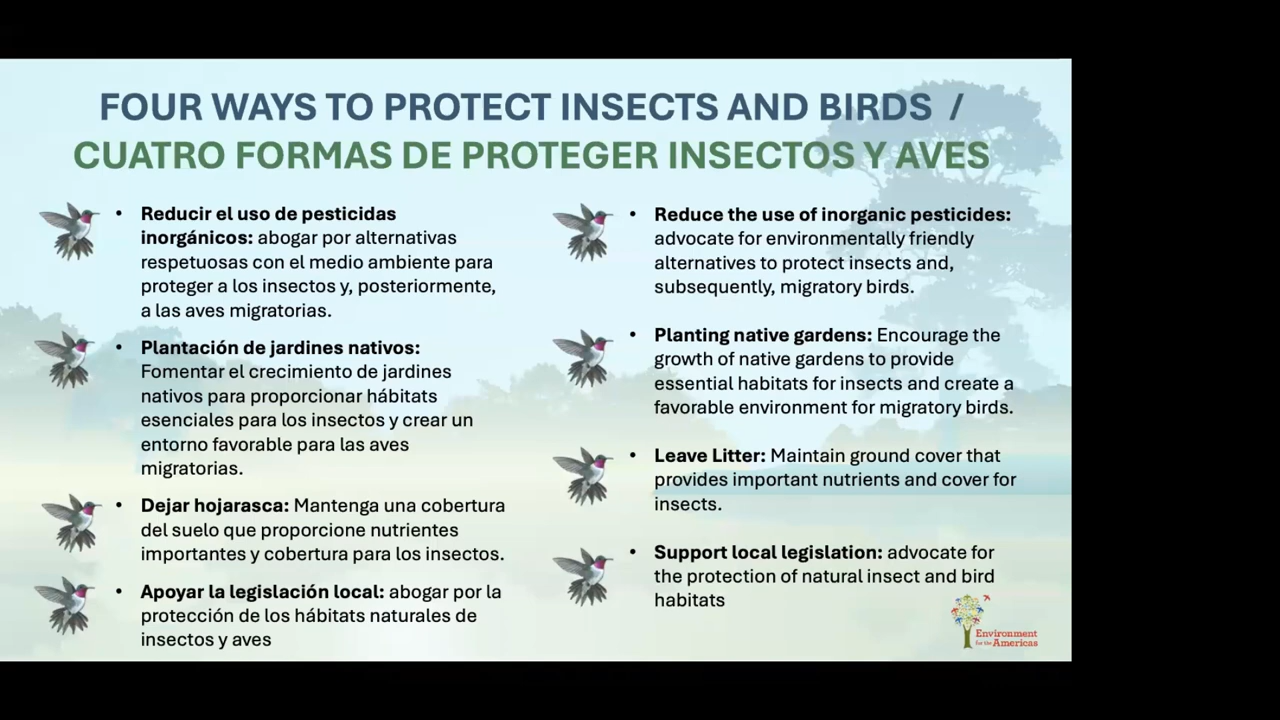 FOUR WAYS TO PROTECT INSECTS AND BIRDS /
CUATRO FORMAS DE PROTEGER INSECTOS Y AVES
• Reducir el uso de pesticidas
inorgánicos: abogar por alternativas
respetuosas con el medio ambiente para
proteger a los insectos y, posteriormente,
a las aves migratorias.
• Plantación de jardines nativos:
Fomentar el crecimiento de jardines
nativos para proporcionar hábitats
esenciales para los insectos y crear un
entorno favorable para las aves
migratorias.
• Dejar hojarasca: Mantenga una cobertura
del suelo que proporcione nutrientes
importantes y cobertura para los insectos.
• Apoyar la legislación local: abogar por la
protección de los hábitats naturales de
insectos y aves
• Reduce the use of inorganic pesticides:
advocate for environmentally friendly
alternatives to protect insects and,
subsequently, migratory birds.
• Planting native gardens: Encourage the
growth of native gardens to provide
essential habitats for insects and create a
favorable environment for migratory birds.
• Leave Litter: Maintain ground cover that
provides important nutrients and cover for
insects.
• Support local legislation: advocate for
the protection of natural insect and bird
habitats
Environment
for the Americas